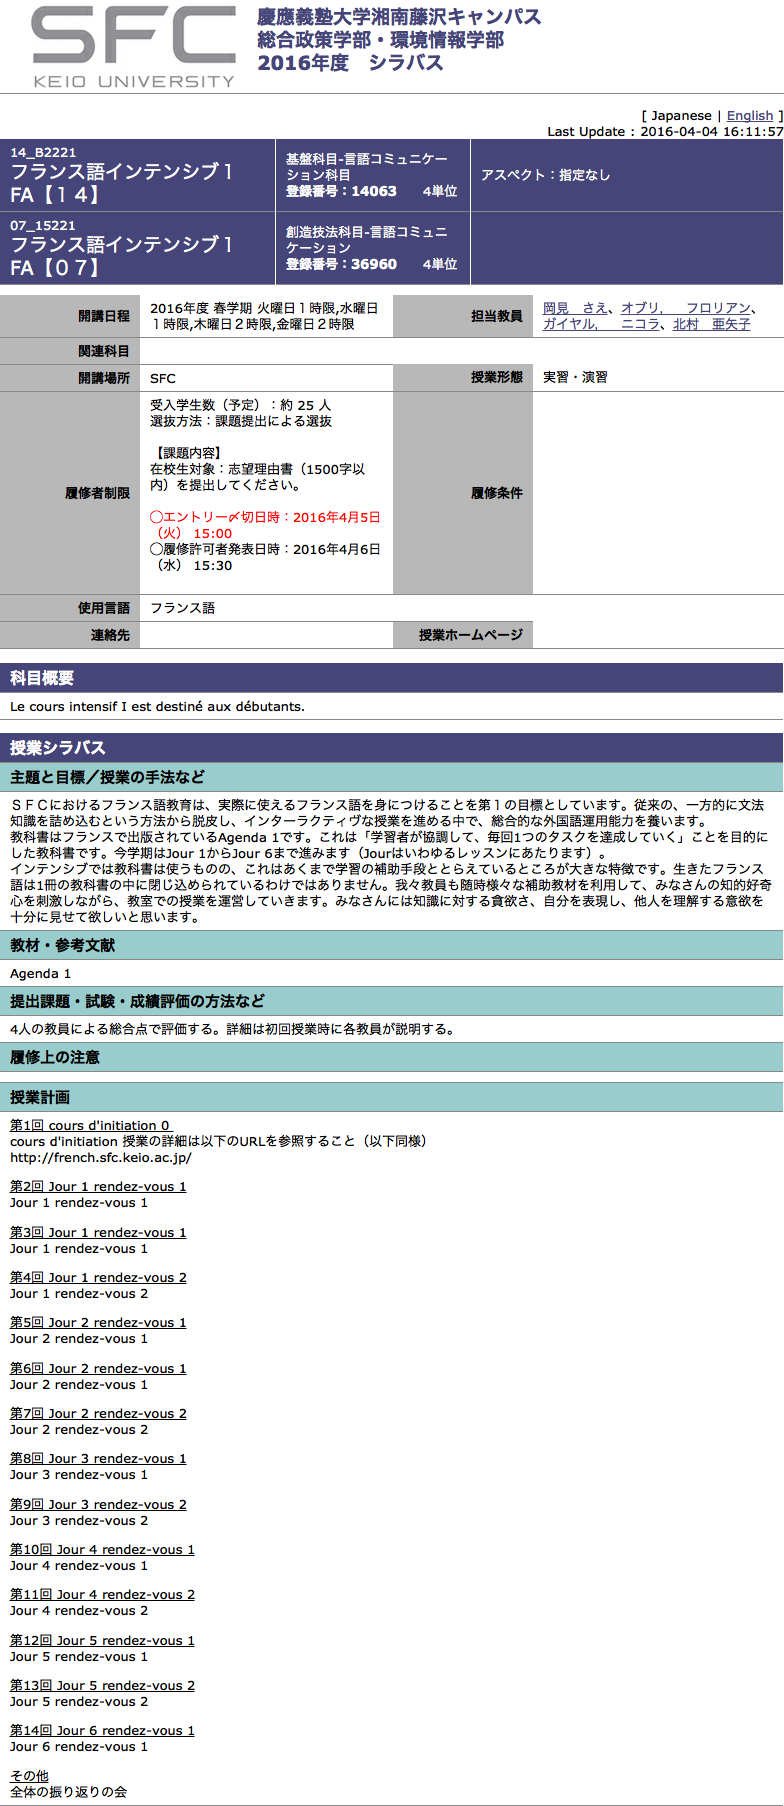 SFC
KEIO UNIVERSITY
慶應義塾大学湘南藤沢キャンパス
総合政策学部・環境情報学部
2016年度　シラバス
[ Japanese | English ]
Last Update : 2016-04-04 16:11:57
14_B2221
フランス語インテンシブ１
FA【１４】
基盤科目-言語コミュニケー
ション科目
登録番号：14063　　4単位
アスペクト：指定なし
07_15221
フランス語インテンシブ１
FA【０７】
創造技法科目-言語コミュニ
ケーション
登録番号：36960　　4単位
開講日程
2016年度 春学期 火曜日１時限,水曜日
１時限,木曜日２時限,金曜日２時限
担当教員
岡見　さえ、オブリ,　フロリアン、
ガイヤル,　ニコラ、北村　亜矢子
関連科目
開講場所
SFC
授業形態
実習・演習
履修者制限
受入学生数（予定）：約 25 人
選抜方法：課題提出による選抜
【課題内容】
在校生対象：志望理由書（1500字以
内）を提出してください。
◯エントリー〆切日時：2016年4月5日
（火） 15:00
◯履修許可者発表日時：2016年4月6日
（水） 15:30
履修条件
使用言語
フランス語
連絡先
授業ホームページ
科目概要
Le cours intensif I est destiné aux débutants.
授業シラバス
主題と目標／授業の手法など
ＳＦＣにおけるフランス語教育は、実際に使えるフランス語を身につけることを第１の目標としています。従来の、一方的に文法
知識を詰め込むという方法から脱皮し、インターラクティヴな授業を進める中で、総合的な外国語運用能力を養います。
教科書はフランスで出版されているAgenda 1です。これは「学習者が協調して、毎回1つのタスクを達成していく」ことを目的に
した教科書です。今学期はJour 1からJour 6まで進みます（Jourはいわゆるレッスンにあたります）。
インテンシブでは教科書は使うものの、これはあくまで学習の補助手段ととらえているところが大きな特徴です。生きたフランス
語は1冊の教科書の中に閉じ込められているわけではありません。我々教員も随時様々な補助教材を利用して、みなさんの知的好奇
心を刺激しながら、教室での授業を運営していきます。みなさんには知識に対する貪欲さ、自分を表現し、他人を理解する意欲を
十分に見せて欲しいと思います。
教材・参考文献
Agenda 1
提出課題・試験・成績評価の方法など
4人の教員による総合点で評価する。詳細は初回授業時に各教員が説明する。
履修上の注意
授業計画
第1回 cours d'initiation 0
cours d'initiation 授業の詳細は以下のURLを参照すること（以下同様）
http://french.sfc.keio.ac.jp/
第2回 Jour 1 rendez-vous 1
Jour 1 rendez-vous 1
第3回 Jour 1 rendez-vous 1
Jour 1 rendez-vous 1
第4回 Jour 1 rendez-vous 2
Jour 1 rendez-vous 2
第5回 Jour 2 rendez-vous 1
Jour 2 rendez-vous 1
第6回 Jour 2 rendez-vous 1
Jour 2 rendez-vous 1
第7回 Jour 2 rendez-vous 2
Jour 2 rendez-vous 2
第8回 Jour 3 rendez-vous 1
Jour 3 rendez-vous 1
第9回 Jour 3 rendez-vous 2
Jour 3 rendez-vous 2
第10回 Jour 4 rendez-vous 1
Jour 4 rendez-vous 1
第11回 Jour 4 rendez-vous 2
Jour 4 rendez-vous 2
第12回 Jour 5 rendez-vous 1
Jour 5 rendez-vous 1
第13回 Jour 5 rendez-vous 2
Jour 5 rendez-vous 2
第14回 Jour 6 rendez-vous 1
Jour 6 rendez-vous 1
その他
全体の振り返りの会